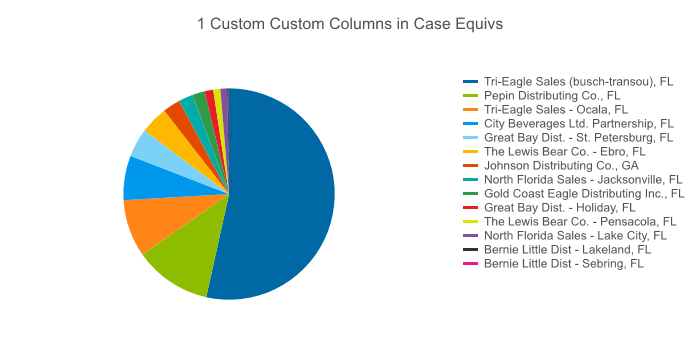 1 Custom Custom Columns in Case Equivs
Tri-Eagle Sales (busch-transou), FL
Pepin Distributing Co., FL
Tri-Eagle Sales - Ocala, FL
City Beverages Ltd. Partnership, FL
Great Bay Dist. - St. Petersburg, FL
The Lewis Bear Co. - Ebro, FL
Johnson Distributing Co., GA
North Florida Sales - Jacksonville, FL
Gold Coast Eagle Distributing Inc., FL
Great Bay Dist. - Holiday, FL
The Lewis Bear Co. - Pensacola, FL
North Florida Sales - Lake City, FL
Bernie Little Dist - Lakeland, FL
Bernie Little Dist - Sebring, FL